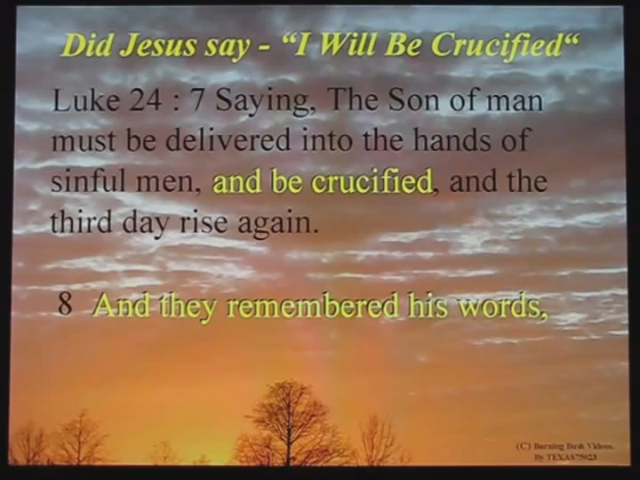 Did Jesus say - “I Will Be Crucified“
Luke 24 : 7 Saying, The Son of man
must be delivered into the hands of
sinful men, and be crucified, and the
third day rise again.
8 And they remembered his words,
(C) Burning Bush Videos.
By TEXAS75023